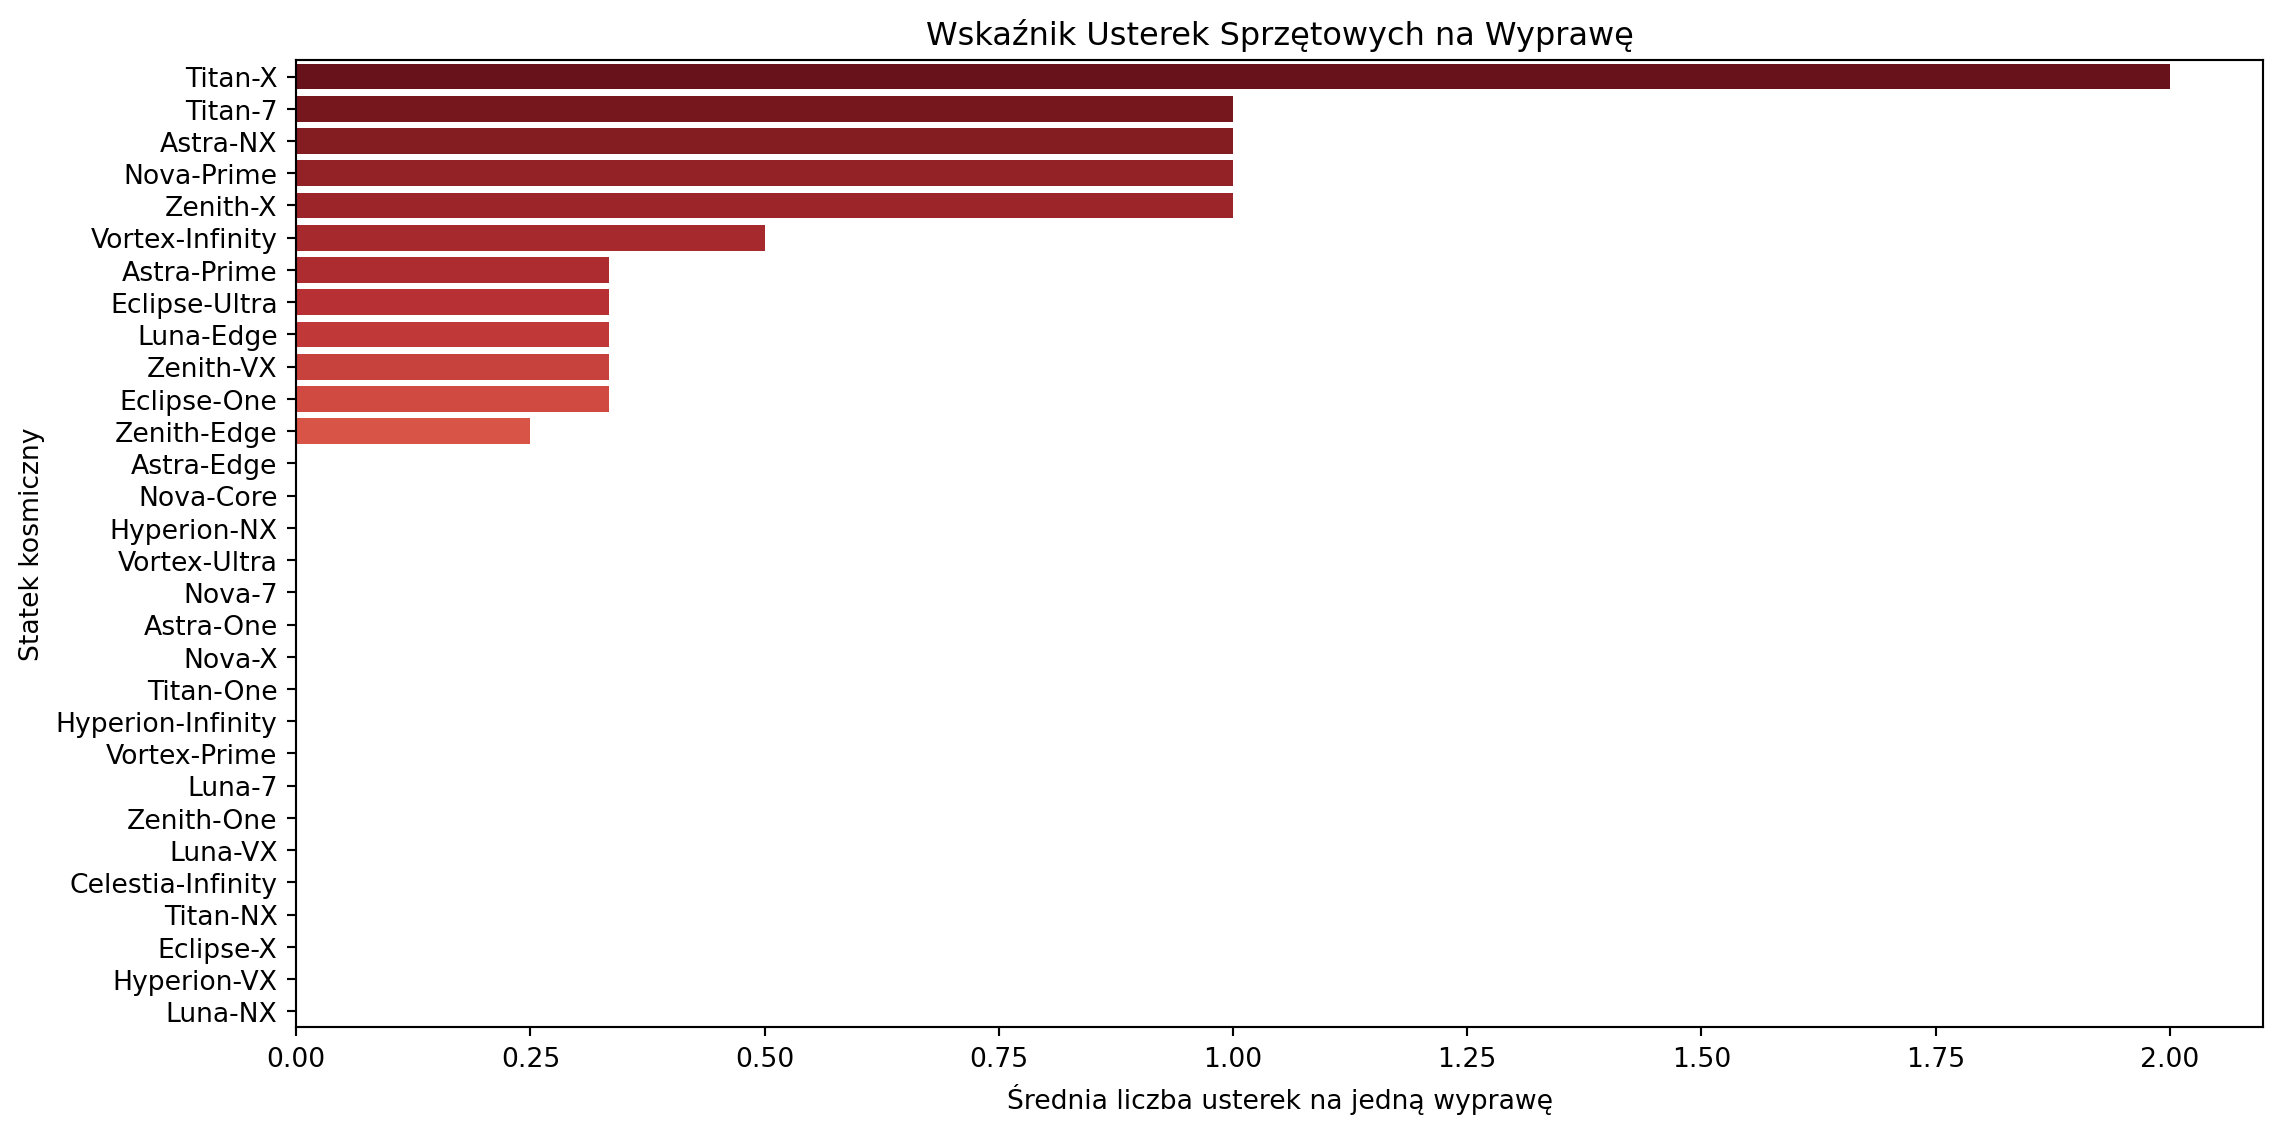 Wskaźnik Usterek Sprzętowych na Wyprawę
Titan-X
Titan-7
Astra-NX
Nova-Prime
Zenith-X
Vortex-Infinity
Astra-Prime
Eclipse-Ultra
Luna-Edge
Zenith-VX
Eclipse-One
Zenith-Edge
Astra-Edge
Nova-Core
Hyperion-NX
Vortex-Ultra
Nova-7
Astra-One
Nova-X
Titan-One
Hyperion-Infinity
Vortex-Prime
Luna-7
Zenith-One
Luna-VX
Celestia-Infinity
Titan-NX
Eclipse-X
Hyperion-VX
Luna-NX
Statek kosmiczny
0.00 0.25 0.50 0.75 1.00 1.25 1.50 1.75 2.00
Średnia liczba usterek na jedną wyprawę